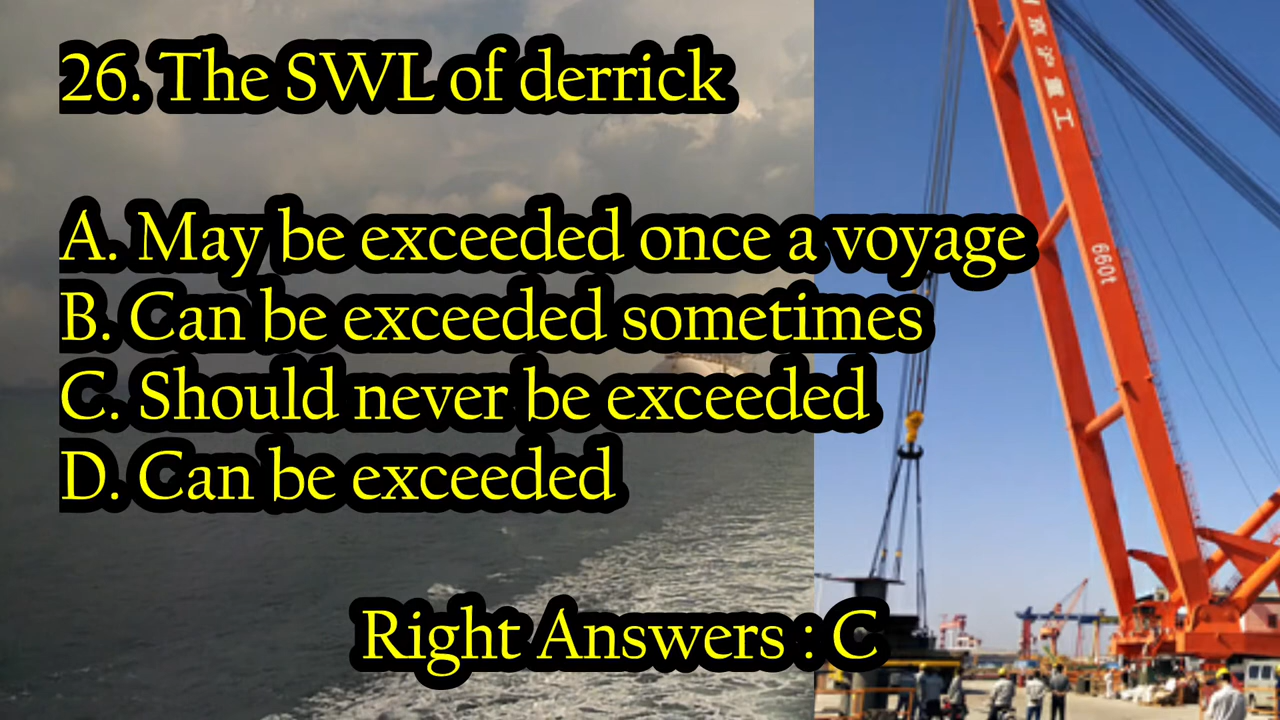 26. The SWL of derrick
A. May be exceeded once a voyage
B. Can be exceeded sometimes
C. Should never be exceeded
D. Can be exceeded
Right Answers : C
660t